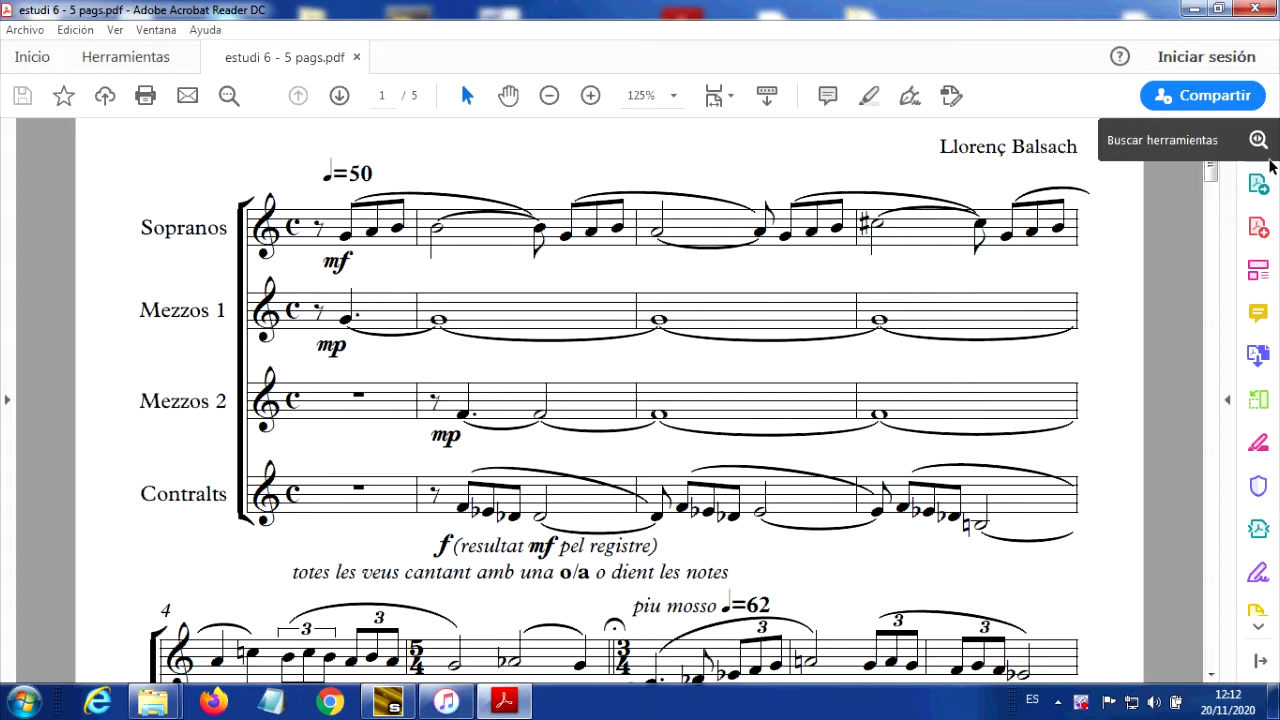 estudi 6 - 5 pags.pdf - Adobe Acrobat Reader DC
Archivo Edición Ver Ventana Ayuda
Inicio Herramientas estudi 6 - 5 pags.pdf × Iniciar sesión
1 / 5 125% Compartir
Buscar herramientas
Llorenç Balsach
♩=50
Sopranos
mf
Mezzos 1
mp
Mezzos 2
mp
Contralts
f (resultat mf pel registre)
totes les veus cantant amb una o/a o dient les notes
4 piu mosso ♩=62
3 3 3 3 3
5 3
4 4
ES 12:12
20/11/2020